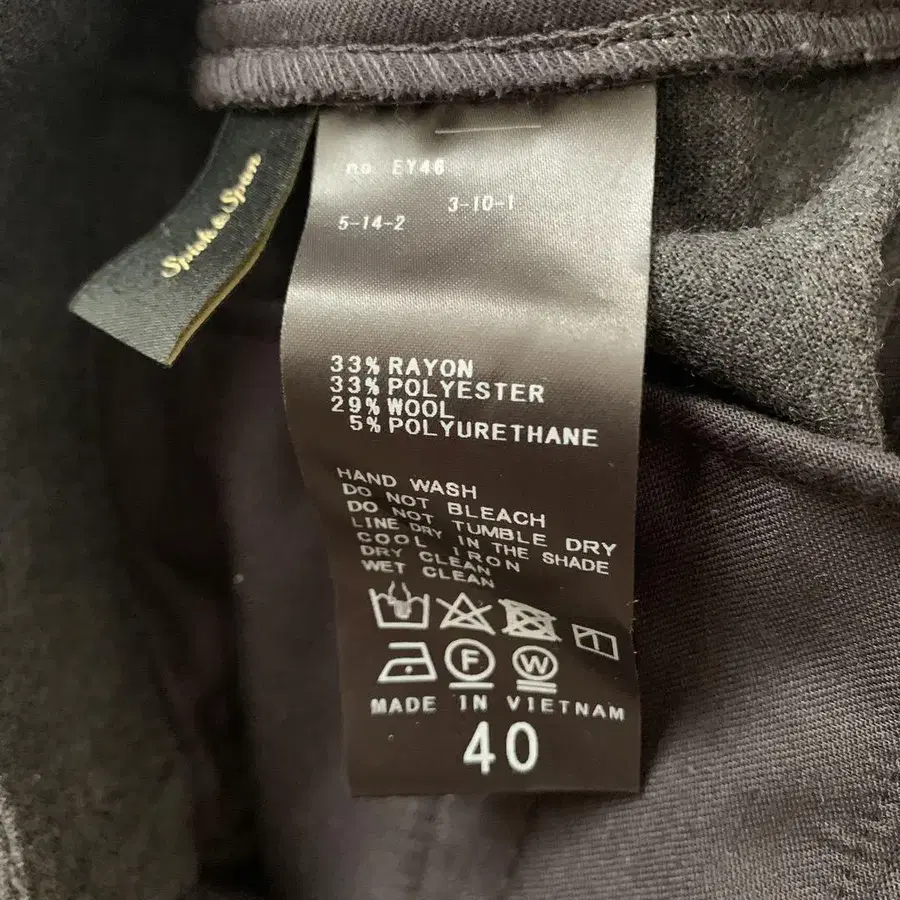 Spick & Span
no EY46
3-10-1
5-14-2
33% RAYON
33% POLYESTER
29% WOOL
5% POLYURETHANE
HAND WASH
DO NOT BLEACH
DO NOT TUMBLE DRY
LINE DRY IN THE SHADE
COOL IRON
DRY CLEAN
WET CLEAN
F W
MADE IN VIETNAM
40